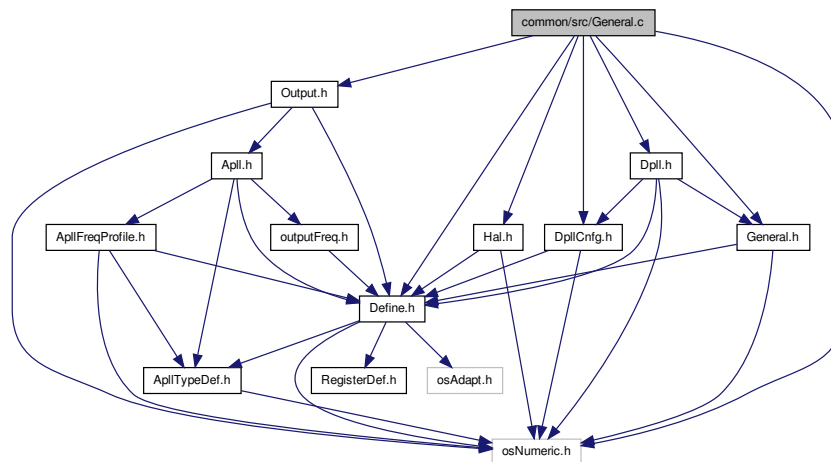 common/src/General.c
Output.h
Apll.h
Dpll.h
ApllFreqProfile.h
outputFreq.h
Hal.h
DpllCnfg.h
General.h
Define.h
ApllTypeDef.h
RegisterDef.h
osAdapt.h
osNumeric.h